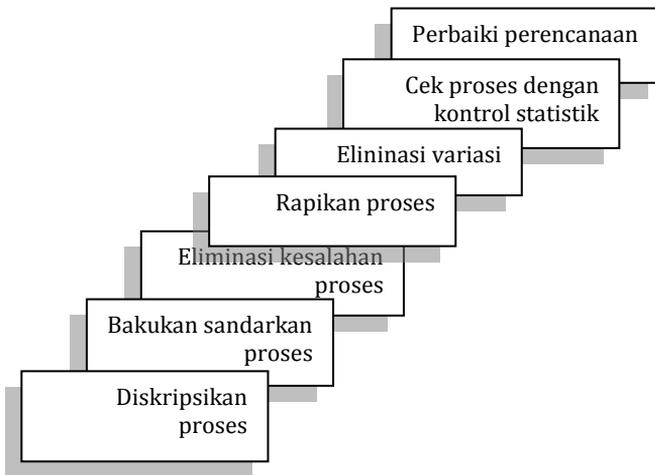 Perbaiki perencanaan
Cek proses dengan
kontrol statistik
Elininasi variasi
Rapikan proses
Eliminasi kesalahan
proses
Bakukan sandarkan
proses
Diskripsikan
proses